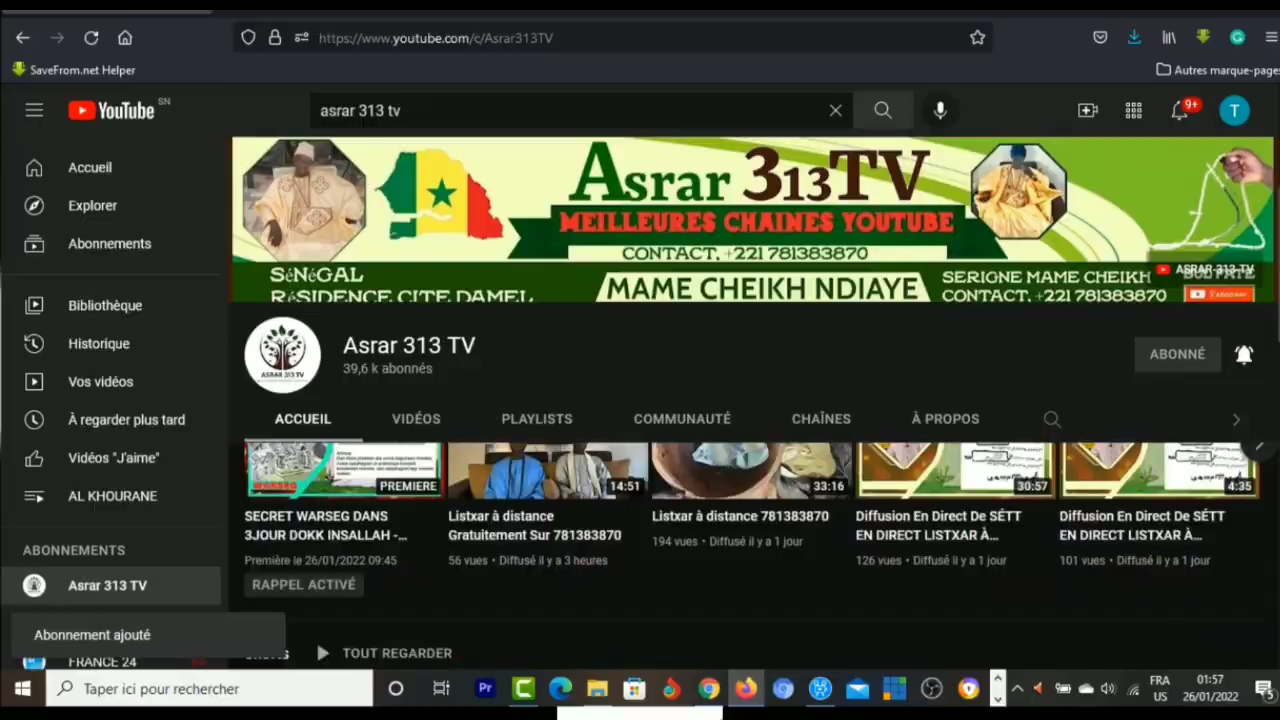 https://www.youtube.com/c/Asrar313TV
SaveFrom.net Helper
Autres marque-pages
YouTube SN
asrar 313 tv
9+
T
Accueil
Explorer
Abonnements
Bibliothèque
Historique
Vos vidéos
À regarder plus tard
Vidéos "J'aime"
AL KHOURANE
ABONNEMENTS
Asrar 313 TV
Abonnement ajouté
FRANCE 24
Asrar 313TV
MEILLEURES CHAINES YOUTUBE
CONTACT, +221 781383870
SéNéGAL
RéSIDENCE CITE DAMEL
MAME CHEIKH NDIAYE
SERIGNE MAME CHEIKH
CONTACT, +221 781383870
ASRAR 313 TV
S'abonner
ASRAR 313 TV
Asrar 313 TV
39,6 k abonnés
ABONNÉ
ACCUEIL
VIDÉOS
PLAYLISTS
COMMUNAUTÉ
CHAÎNES
À PROPOS
WARSEG
PREMIERE
14:51
33:16
30:57
4:35
SECRET WARSEG DANS
3JOUR DOKK INSALLAH -...
Première le 26/01/2022 09:45
RAPPEL ACTIVÉ
Listxar à distance
Gratuitement Sur 781383870
56 vues • Diffusé il y a 3 heures
Listxar à distance 781383870
194 vues • Diffusé il y a 1 jour
Diffusion En Direct De SÉTT
EN DIRECT LISTXAR À...
126 vues • Diffusé il y a 1 jour
Diffusion En Direct De SÉTT
EN DIRECT LISTXAR À...
101 vues • Diffusé il y a 1 jour
TOUT REGARDER
Taper ici pour rechercher
Pr
FRA
US
01:57
26/01/2022
5